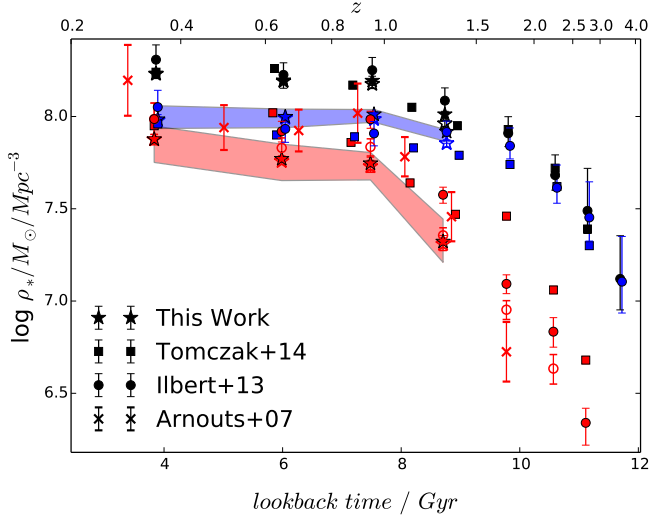 z
0.2 0.4 0.6 0.8 1.0 1.5 2.0 2.5 3.0 4.0
log ρ*/M⊙/Mpc⁻³
8.0
7.5
7.0
6.5
This Work
Tomczak+14
Ilbert+13
Arnouts+07
4 6 8 10 12
lookback time / Gyr